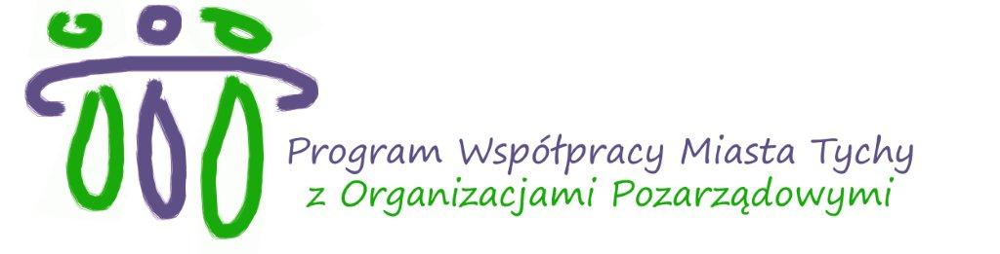 Program Współpracy Miasta Tychy
z Organizacjami Pozarządowymi